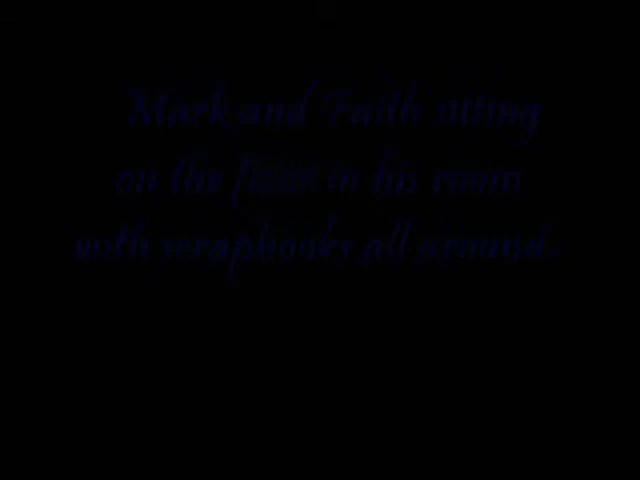 Mark and Faith sitting
on the floor in his room
with scrapbooks all around-